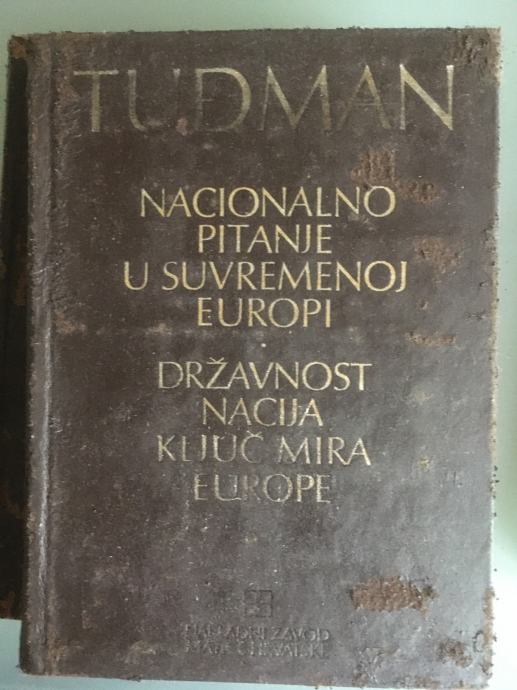 TUĐMAN
NACIONALNO
PITANJE
U SUVREMENOJ
EUROPI
·
DRŽAVNOST
NACIJA
KLJUČ MIRA
EUROPE
NAKLADNI ZAVOD
MATICE HRVATSKE